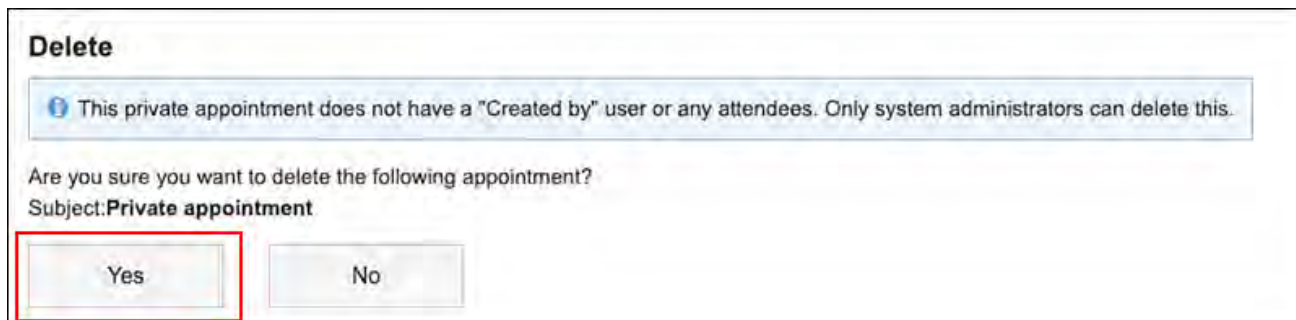 Delete
This private appointment does not have a "Created by" user or any attendees. Only system administrators can delete this.
Are you sure you want to delete the following appointment?
Subject:Private appointment
Yes No